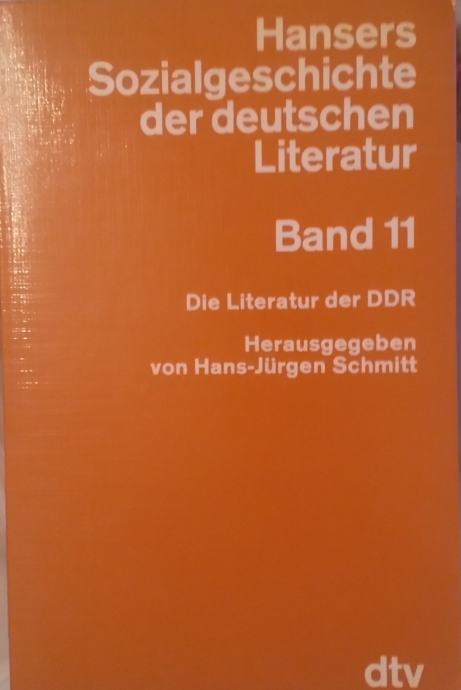 Hansers
Sozialgeschichte
der deutschen
Literatur
Band 11
Die Literatur der DDR
Herausgegeben
von Hans-Jürgen Schmitt
dtv